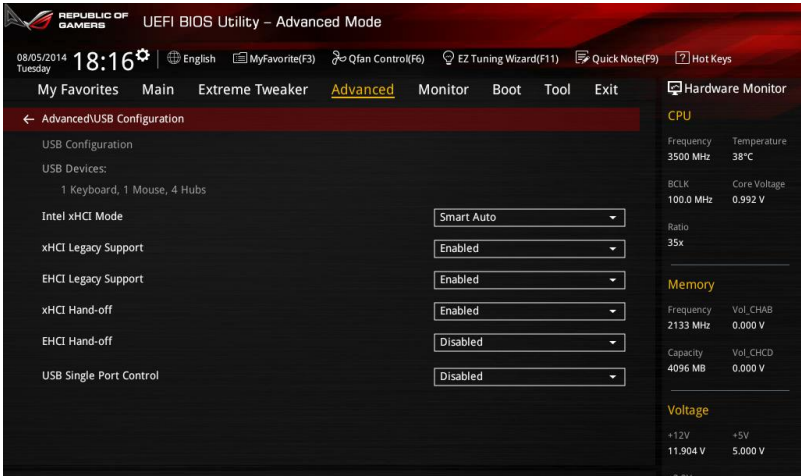 REPUBLIC OF
GAMERS
UEFI BIOS Utility – Advanced Mode
08/05/2014
Tuesday
18:16
English
MyFavorite(F3)
Qfan Control(F6)
EZ Tuning Wizard(F11)
Quick Note(F9)
? Hot Keys
My Favorites Main Extreme Tweaker Advanced Monitor Boot Tool Exit
← Advanced\USB Configuration
USB Configuration
USB Devices:
1 Keyboard, 1 Mouse, 4 Hubs
Intel xHCI Mode Smart Auto
xHCI Legacy Support Enabled
EHCI Legacy Support Enabled
xHCI Hand-off Enabled
EHCI Hand-off Disabled
USB Single Port Control Disabled
Hardware Monitor
CPU
Frequency Temperature
3500 MHz 38°C
BCLK Core Voltage
100.0 MHz 0.992 V
Ratio
35x
Memory
Frequency Vol_CHAB
2133 MHz 0.000 V
Capacity Vol_CHCD
4096 MB 0.000 V
Voltage
+12V +5V
11.904 V 5.000 V